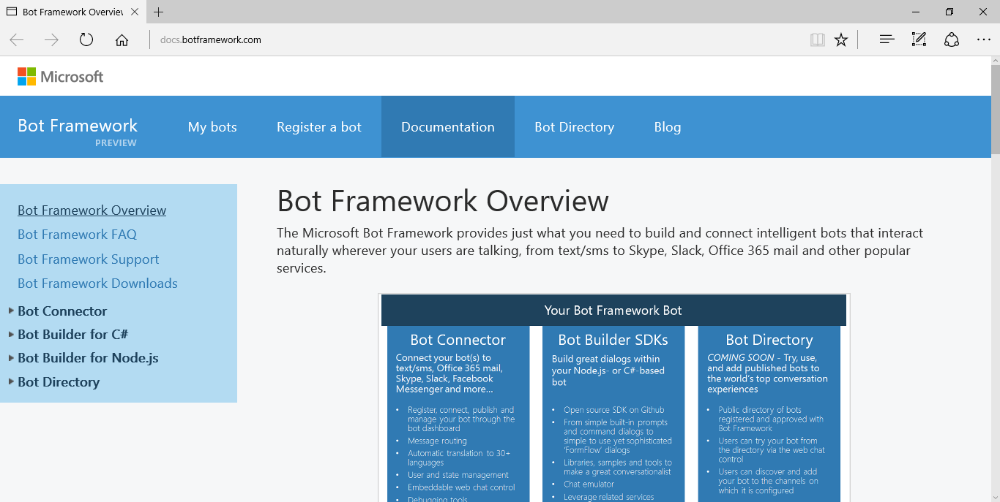 Bot Framework Overview
docs.botframework.com
Microsoft
Bot Framework
PREVIEW
My bots
Register a bot
Documentation
Bot Directory
Blog
Bot Framework Overview
Bot Framework FAQ
Bot Framework Support
Bot Framework Downloads
Bot Connector
Bot Builder for C#
Bot Builder for Node.js
Bot Directory
Bot Framework Overview
The Microsoft Bot Framework provides just what you need to build and connect intelligent bots that interact
naturally wherever your users are talking, from text/sms to Skype, Slack, Office 365 mail and other popular
services.
Your Bot Framework Bot
Bot Connector
Connect your bot(s) to
text/sms, Office 365 mail,
Skype, Slack, Facebook
Messenger and more...
• Register, connect, publish and
manage your bot through the
bot dashboard
• Message routing
• Automatic translation to 30+
languages
• User and state management
• Embeddable web chat control
• Debugging tools
Bot Builder SDKs
Build great dialogs within
your Node.js- or C#-based
bot
• Open source SDK on Github
• From simple built-in prompts
and command dialogs to
simple to use yet sophisticated
‘FormFlow’ dialogs
• Libraries, samples and tools to
make a great conversationalist
• Chat emulator
• Leverage related services
Bot Directory
COMING SOON - Try, use,
and add published bots to
the world's top conversation
experiences
• Public directory of bots
registered and approved with
Bot Framework
• Users can try your bot from
the directory via the web chat
control
• Users can discover and add
your bot to the channels on
which it is configured